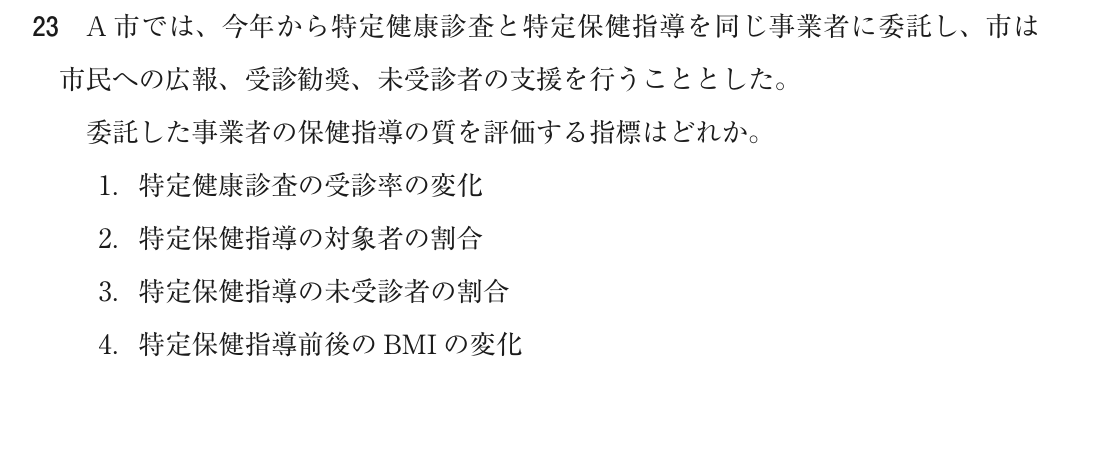 23 A市では、今年から特定健康診査と特定保健指導を同じ事業者に委託し、市は
市民への広報、受診勧奨、未受診者の支援を行うこととした。
委託した事業者の保健指導の質を評価する指標はどれか。
1. 特定健康診査の受診率の変化
2. 特定保健指導の対象者の割合
3. 特定保健指導の未受診者の割合
4. 特定保健指導前後の BMI の変化